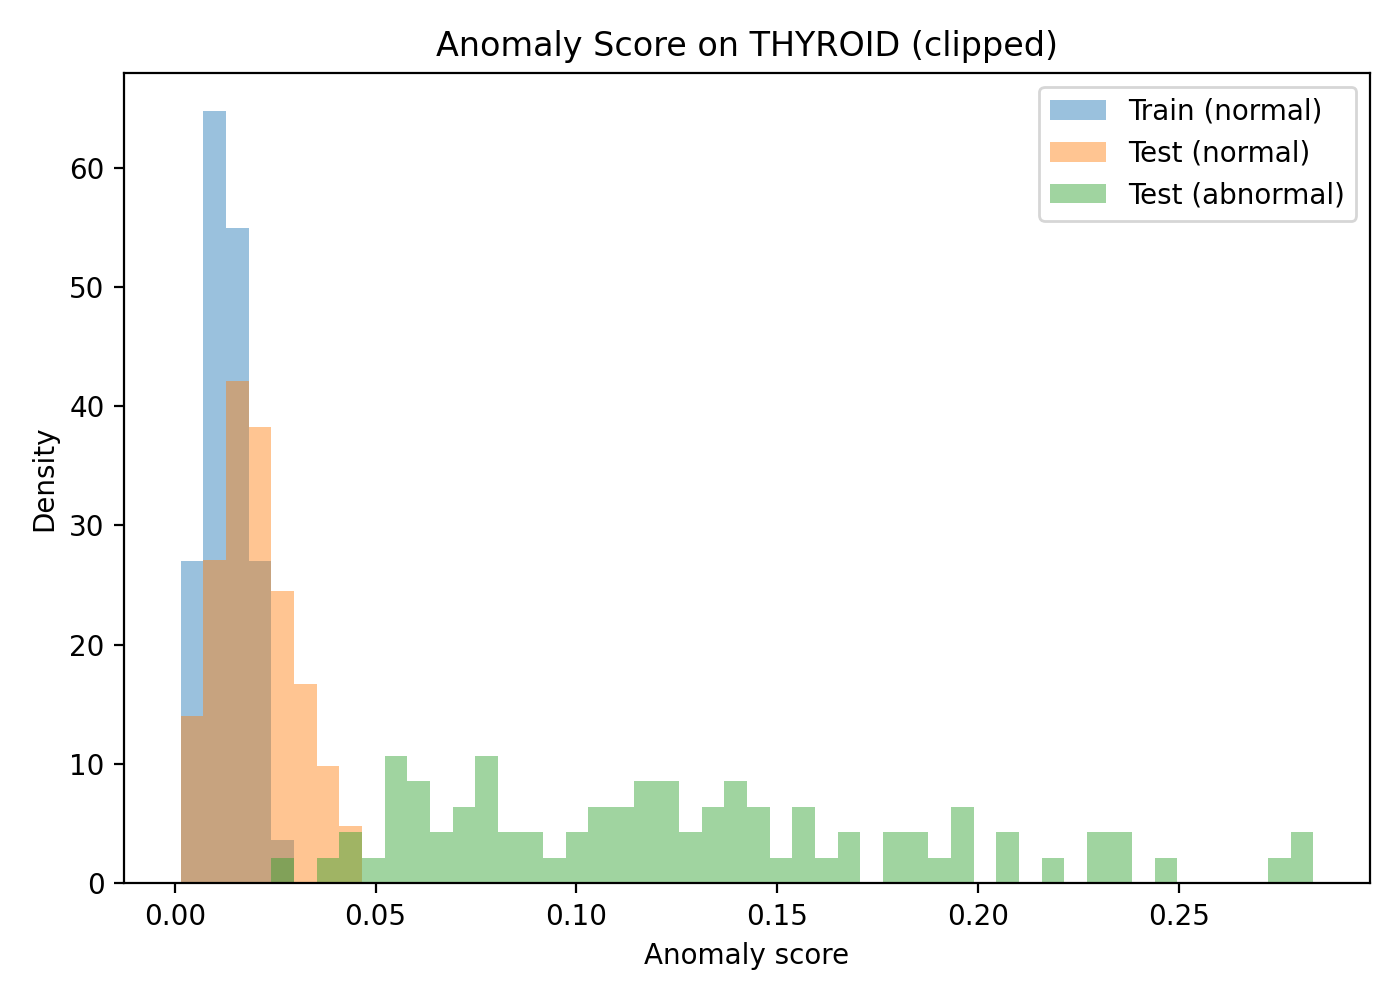 Anomaly Score on THYROID (clipped)
Train (normal)
Test (normal)
Test (abnormal)
Density
60
50
40
30
20
10
0
0.00 0.05 0.10 0.15 0.20 0.25
Anomaly score